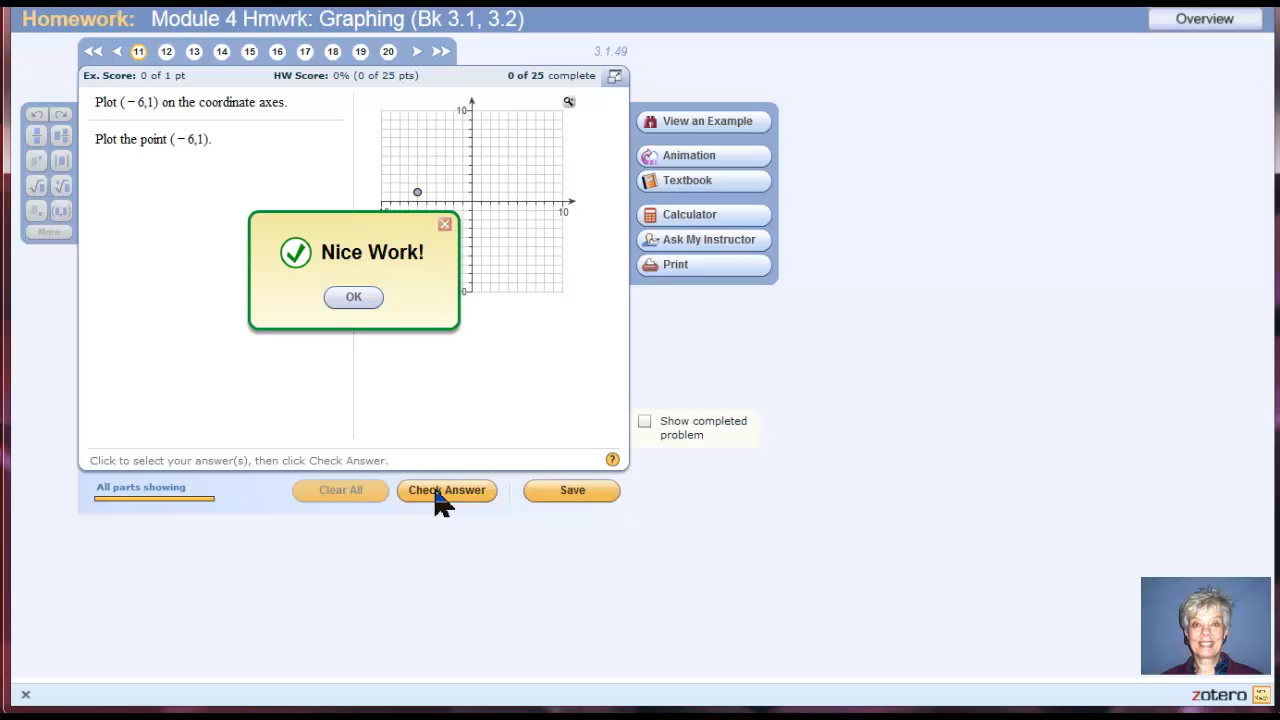 Homework: Module 4 Hmwrk: Graphing (Bk 3.1, 3.2)
Overview
11 12 13 14 15 16 17 18 19 20
3.1.49
Ex. Score: 0 of 1 pt
HW Score: 0% (0 of 25 pts)
0 of 25 complete
Plot (−6,1) on the coordinate axes.
Plot the point (−6,1).
10
10
Nice Work!
OK
More
View an Example
Animation
Textbook
Calculator
Ask My Instructor
Print
Show completed
problem
Click to select your answer(s), then click Check Answer.
?
All parts showing
Clear All
Check Answer
Save
zotero